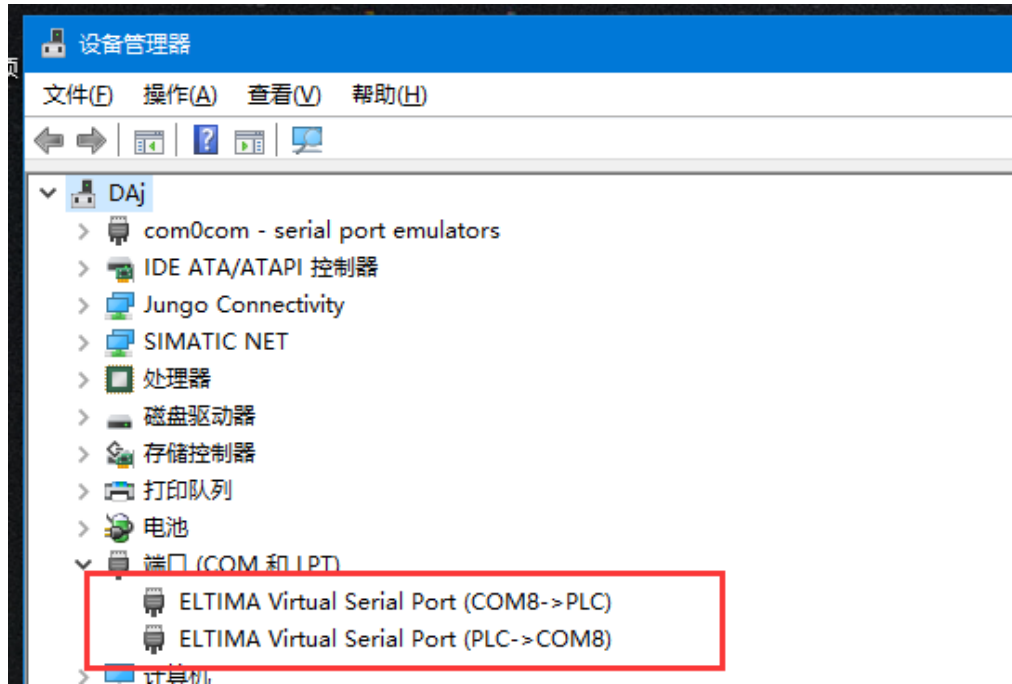 设备管理器
文件(F) 操作(A) 查看(V) 帮助(H)
DAj
com0com - serial port emulators
IDE ATA/ATAPI 控制器
Jungo Connectivity
SIMATIC NET
处理器
磁盘驱动器
存储控制器
打印队列
电池
端口 (COM 和 LPT)
ELTIMA Virtual Serial Port (COM8->PLC)
ELTIMA Virtual Serial Port (PLC->COM8)
计算机